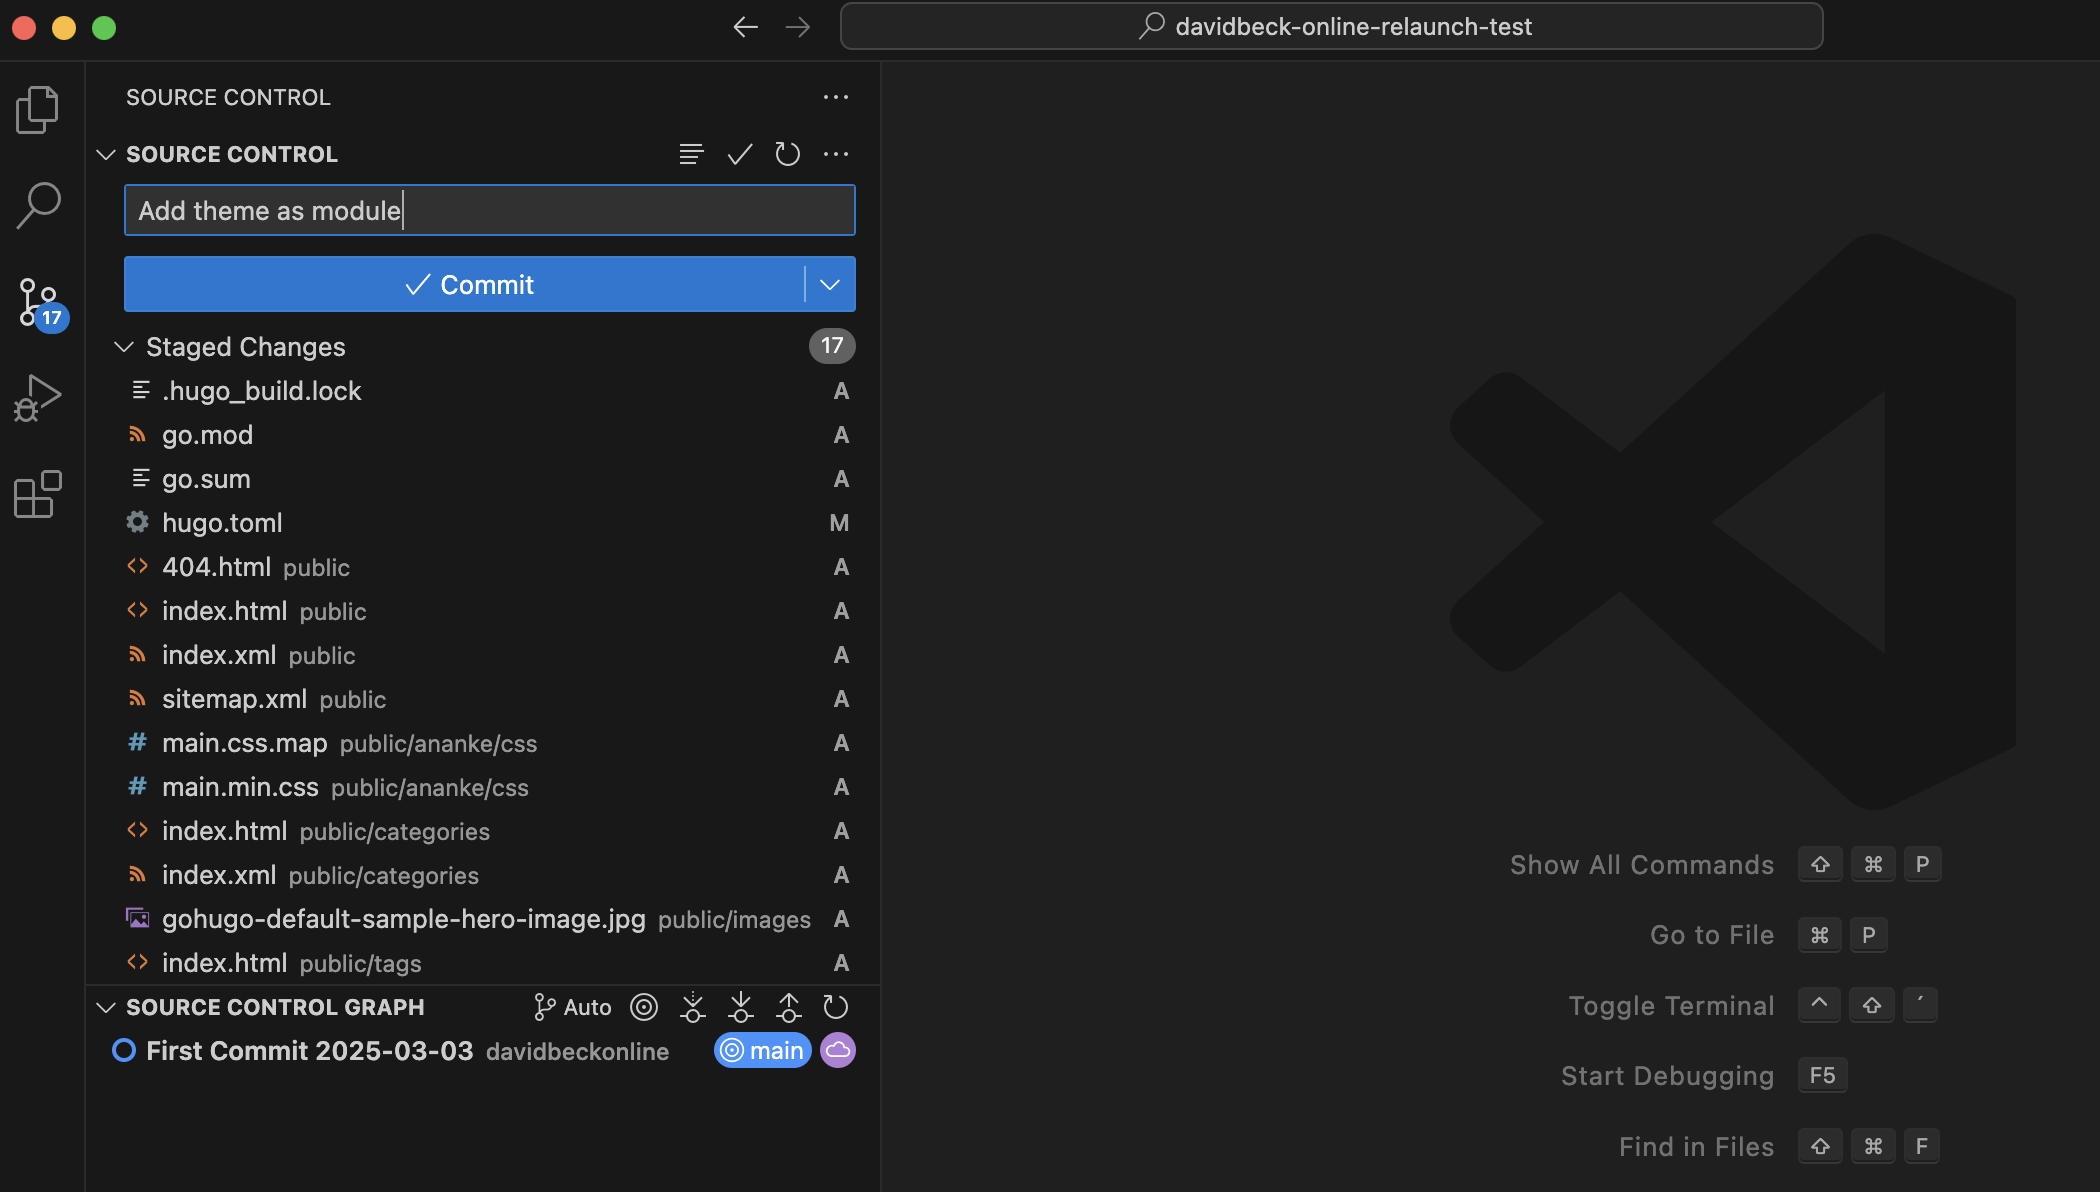 davidbeck-online-relaunch-test
SOURCE CONTROL
SOURCE CONTROL
Add theme as module
Commit
17
Staged Changes 17
.hugo_build.lock A
go.mod A
go.sum A
hugo.toml M
404.html public A
index.html public A
index.xml public A
sitemap.xml public A
main.css.map public/ananke/css A
main.min.css public/ananke/css A
index.html public/categories A
index.xml public/categories A
gohugo-default-sample-hero-image.jpg public/images A
index.html public/tags A
SOURCE CONTROL GRAPH Auto
First Commit 2025-03-03 davidbeckonline main
Show All Commands ⇧ ⌘ P
Go to File ⌘ P
Toggle Terminal ^ ⇧ ´
Start Debugging F5
Find in Files ⇧ ⌘ F